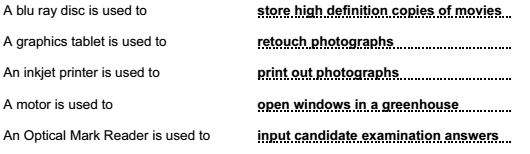 A blu ray disc is used to store high definition copies of movies
A graphics tablet is used to retouch photographs
An inkjet printer is used to print out photographs
A motor is used to open windows in a greenhouse
An Optical Mark Reader is used to input candidate examination answers